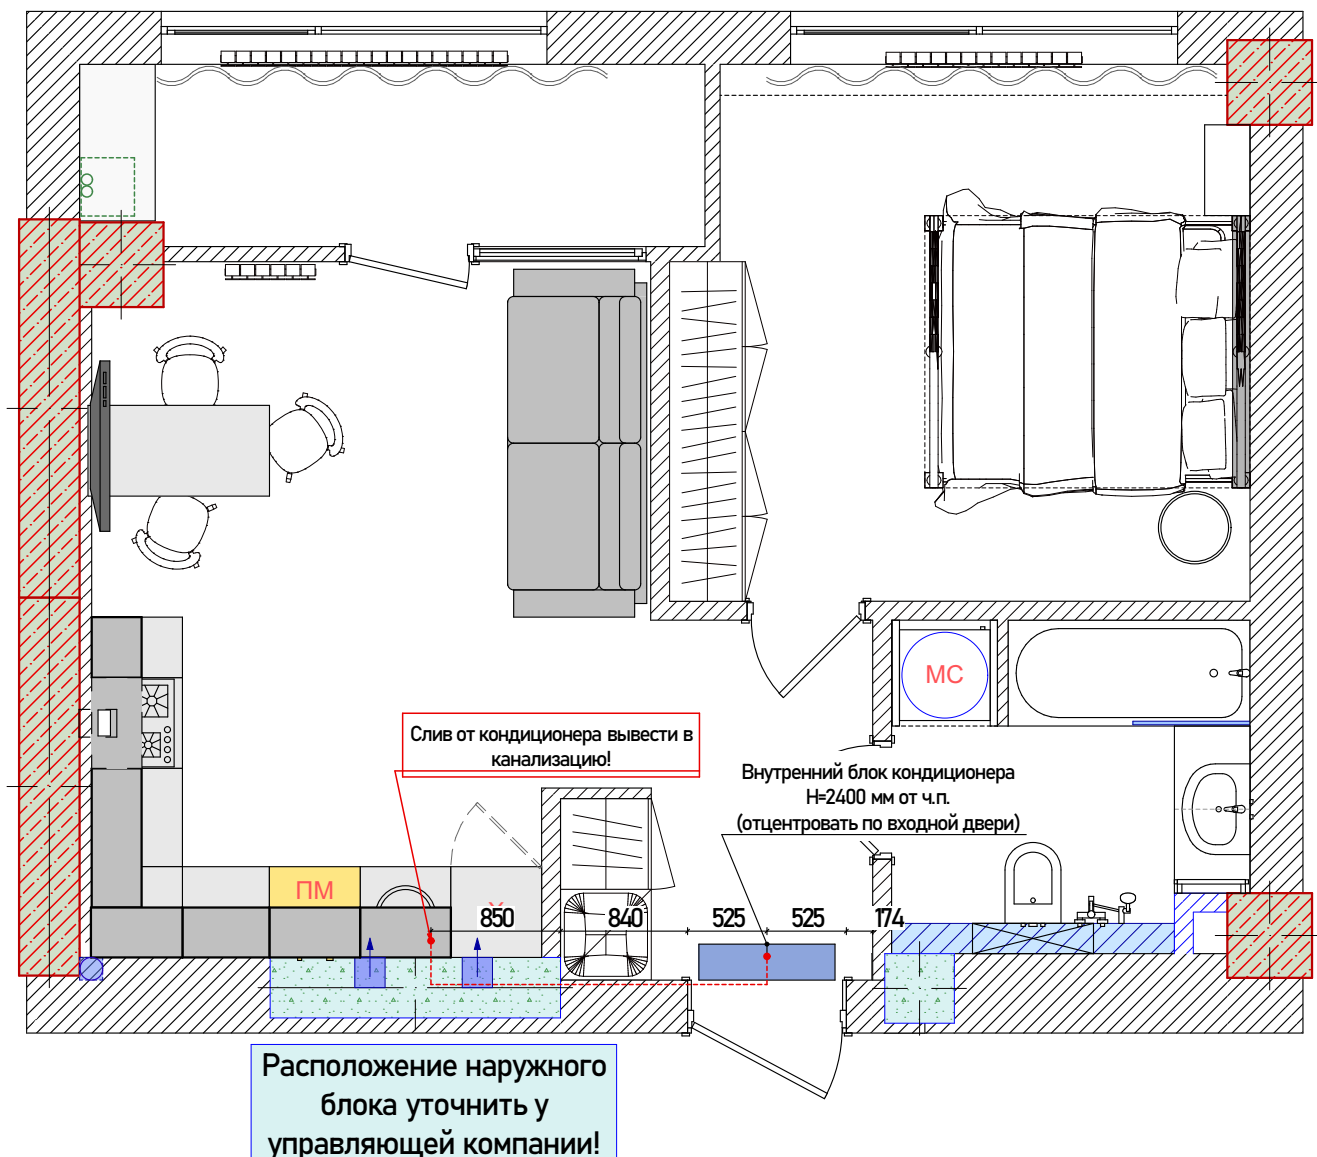 МС
Слив от кондиционера вывести в
канализацию!
Внутренний блок кондиционера
H=2400 мм от ч.п.
(отцентровать по входной двери)
ПМ
850
840
525
525
174
Расположение наружного
блока уточнить у
управляющей компании!